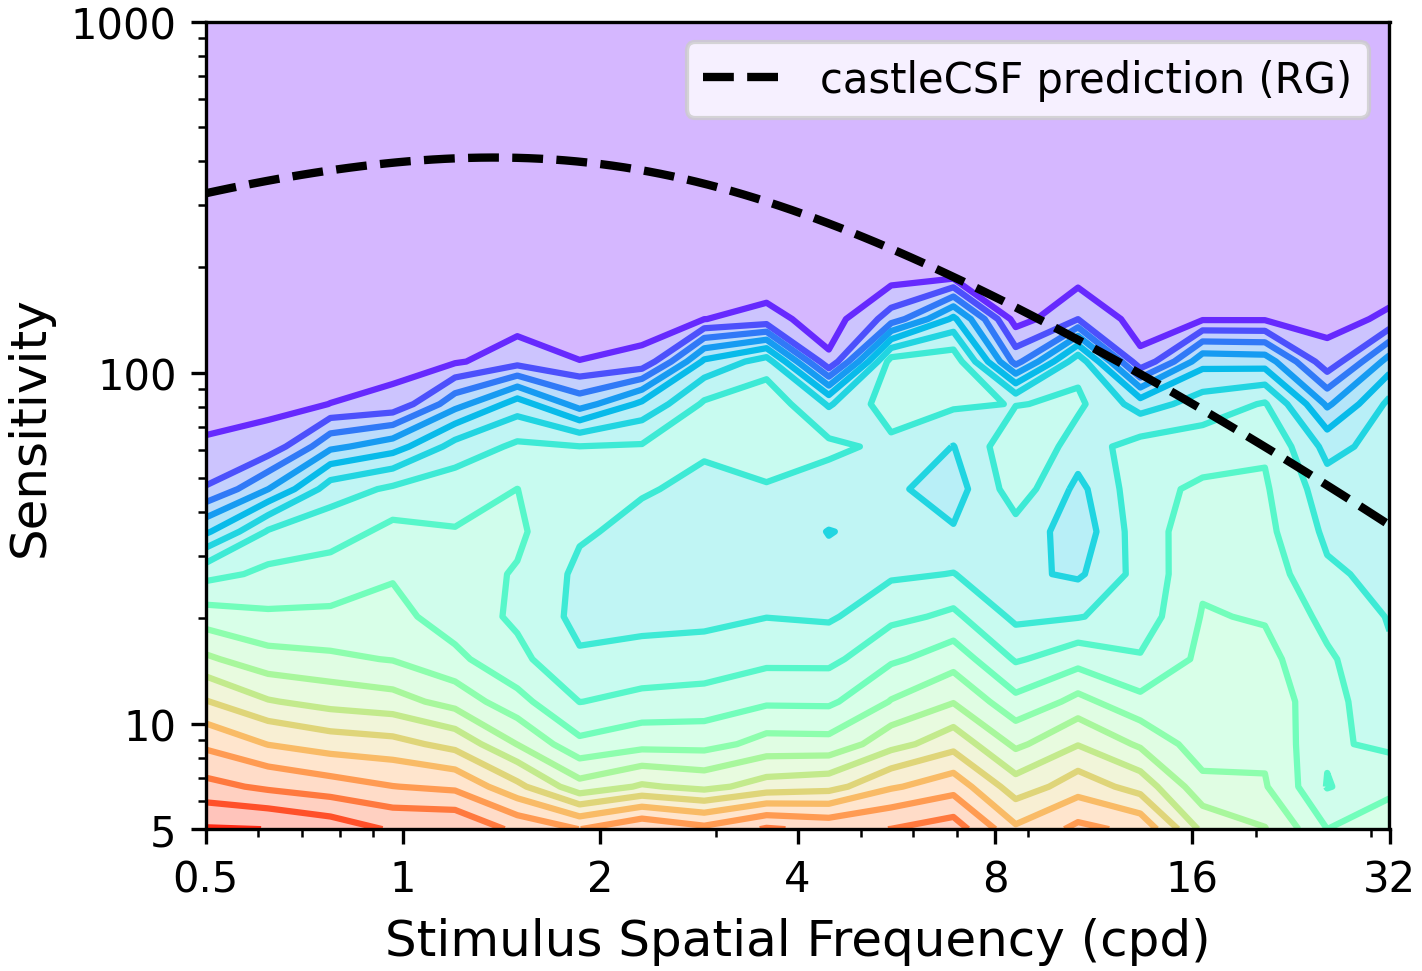 1000
castleCSF prediction (RG)
Sensitivity
100
10
5
0.5 1 2 4 8 16 32
Stimulus Spatial Frequency (cpd)